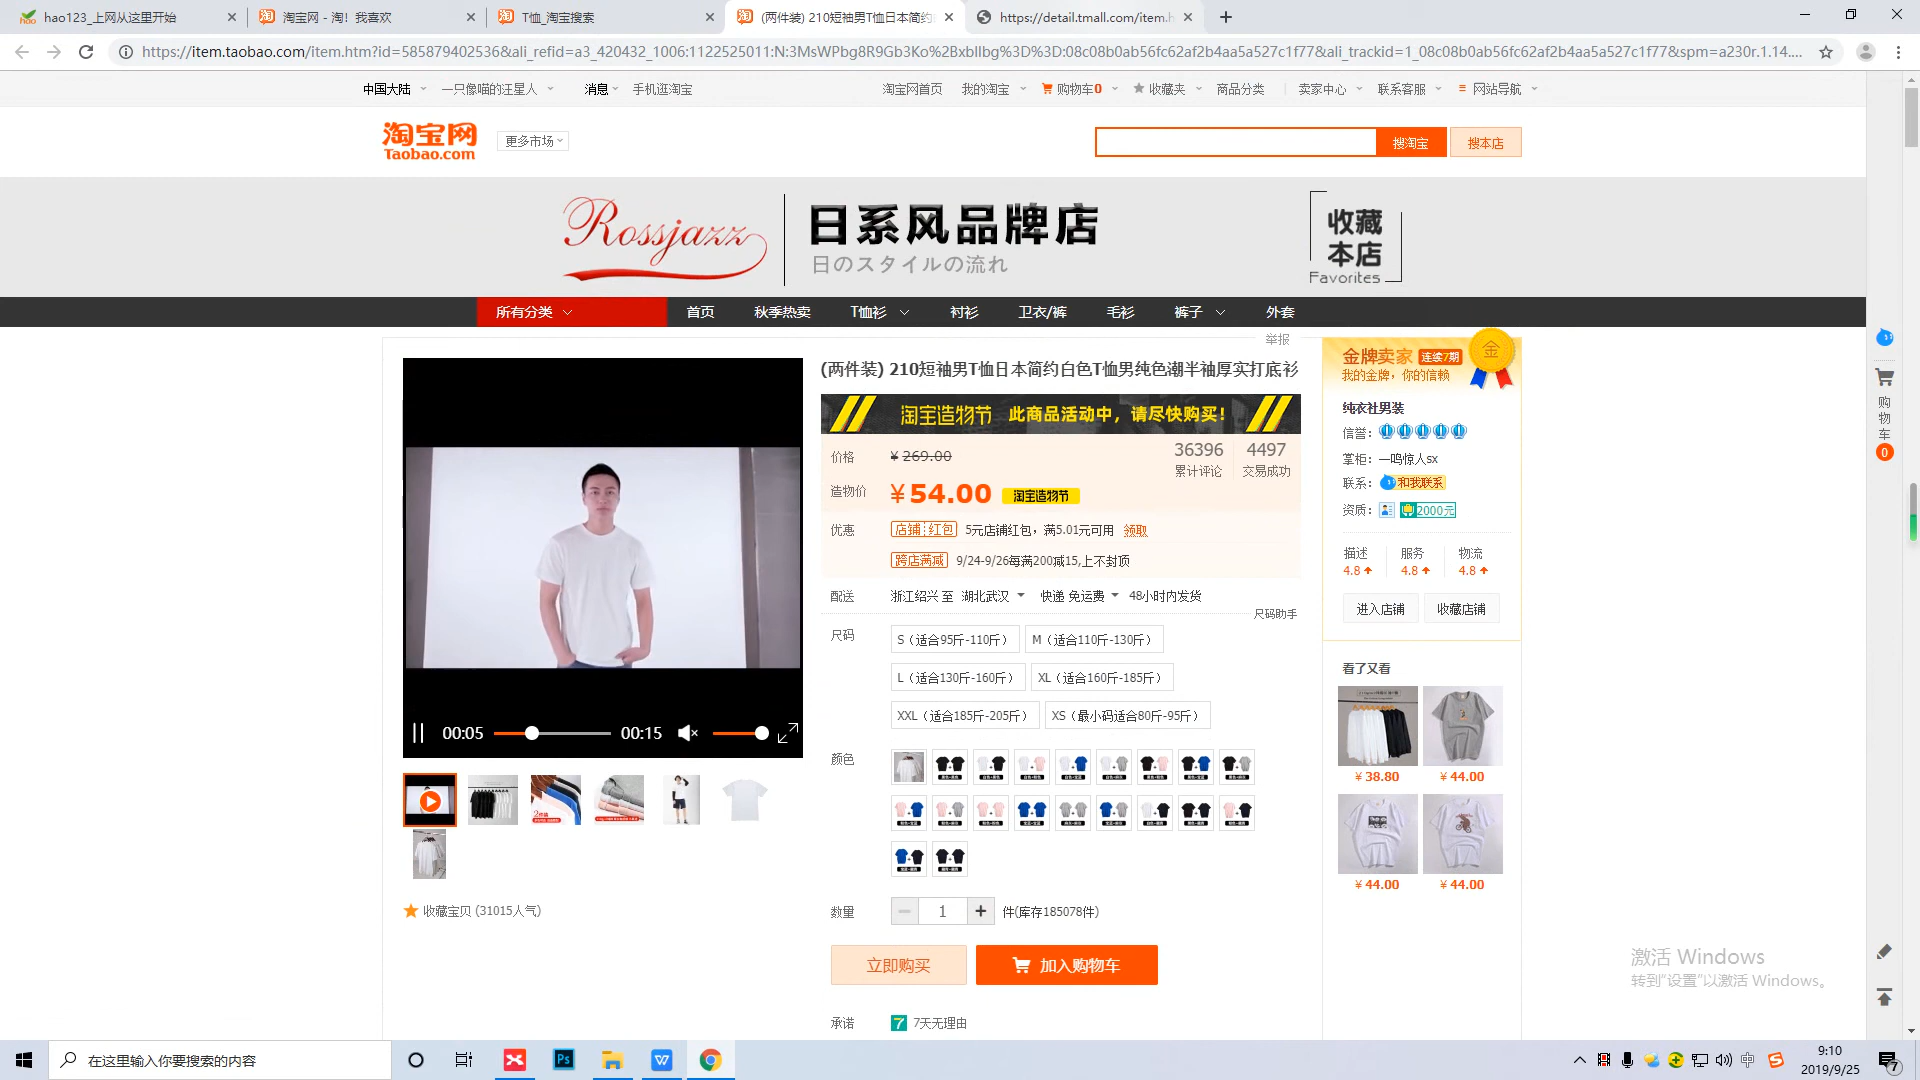 hao123_上网从这里开始
淘宝网 - 淘！我喜欢
T恤_淘宝搜索
(两件装) 210短袖男T恤日本简约
https://detail.tmall.com/item.h
https://item.taobao.com/item.htm?id=585879402536&ali_refid=a3_420432_1006:1122525011:N:3MsWPbg8R9Gb3Ko%2BxbIlbg%3D%3D:08c08b0ab56fc62af2b4aa5a527c1f77&ali_trackid=1_08c08b0ab56fc62af2b4aa5a527c1f77&spm=a230r.1.14....
中国大陆 一只像喵的汪星人 消息 手机逛淘宝
淘宝网首页 我的淘宝 购物车0 收藏夹 商品分类 卖家中心 联系客服 网站导航
淘宝网
Taobao.com
更多市场
搜淘宝
搜本店
Rossjazz
日系风品牌店
日のスタイルの流れ
收藏
本店
Favorites
所有分类 首页 秋季热卖 T恤衫 衬衫 卫衣/裤 毛衫 裤子 外套
举报
(两件装) 210短袖男T恤日本简约白色T恤男纯色潮半袖厚实打底衫
淘宝造物节 此商品活动中，请尽快购买！
价格 ¥ 269.00
36396
累计评论
4497
交易成功
造物价 ¥ 54.00 淘宝造物节
优惠 店铺红包 5元店铺红包，满5.01元可用 领取
跨店满减 9/24-9/26每满200减15,上不封顶
配送 浙江绍兴 至 湖北武汉 快递 免运费 48小时内发货
尺码助手
尺码 S（适合95斤-110斤） M（适合110斤-130斤）
L（适合130斤-160斤） XL（适合160斤-185斤）
XXL（适合185斤-205斤） XS（最小码适合80斤-95斤）
00:05 00:15
颜色
收藏宝贝 (31015人气)
数量 1 + 件(库存185078件)
立即购买 加入购物车
承诺 7 7天无理由
金牌卖家 连续7期
金
我的金牌，你的信赖
纯衣社男装
信誉：
掌柜：一鸣惊人sx
联系：和我联系
资质：2000元
描述 服务 物流
4.8 4.8 4.8
进入店铺 收藏店铺
看了又看
¥ 38.80 ¥ 44.00
¥ 44.00 ¥ 44.00
购物车
0
激活 Windows
转到“设置”以激活 Windows。
在这里输入你要搜索的内容
Ps
W
中
S
9:10
2019/9/25
7